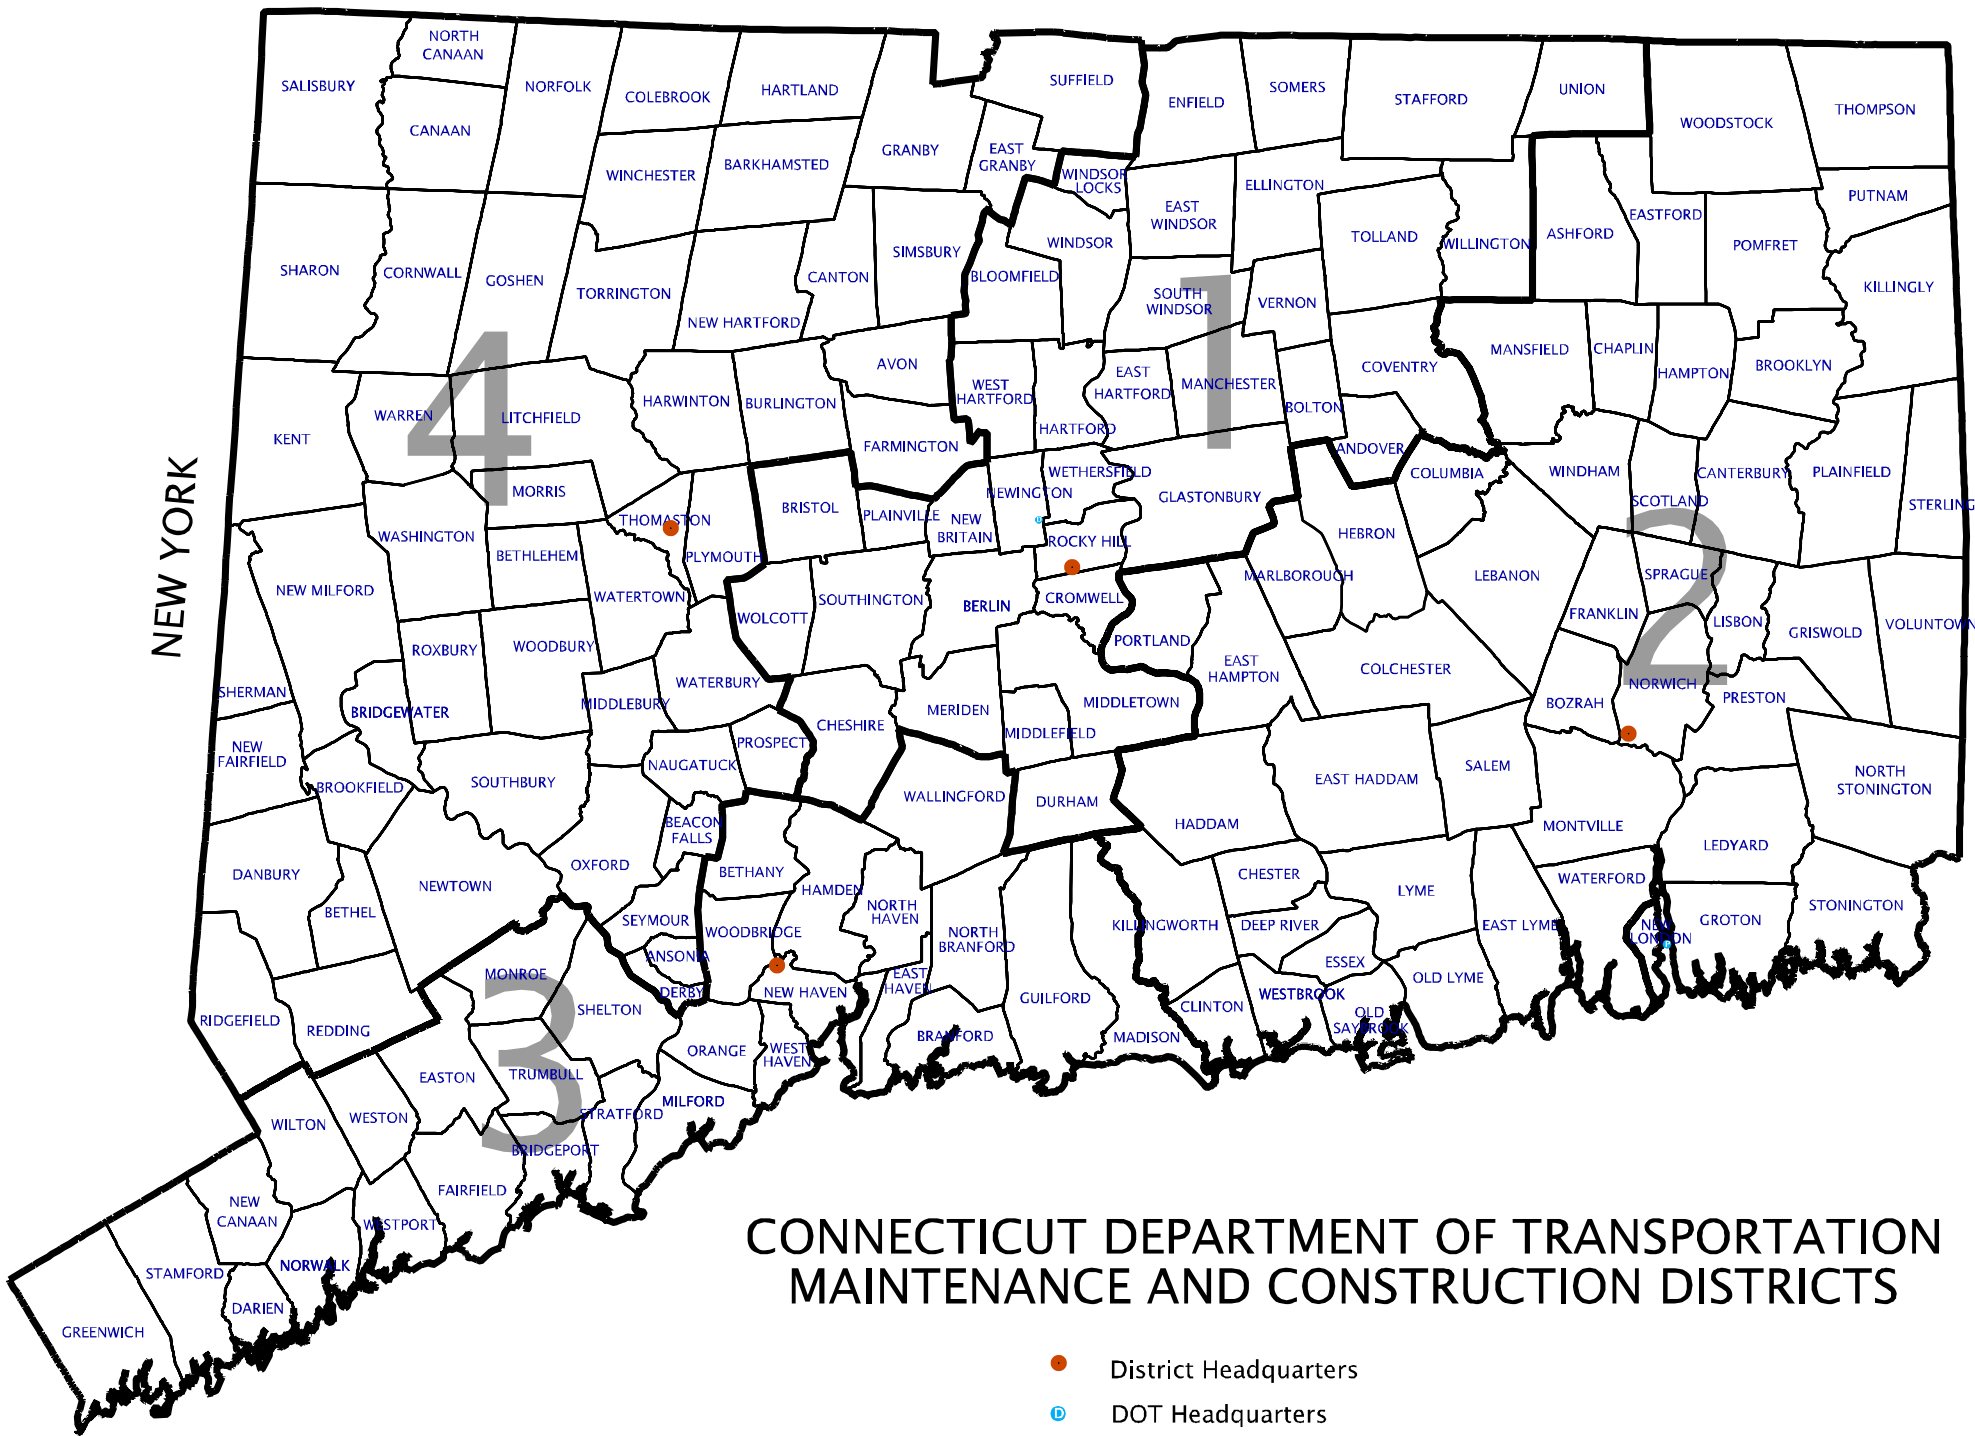 NORTH
CANAAN
SALISBURY
NORFOLK
COLEBROOK
HARTLAND
SUFFIELD
ENFIELD
SOMERS
STAFFORD
UNION
WOODSTOCK
THOMPSON
CANAAN
WINCHESTER
BARKHAMSTED
GRANBY
EAST
GRANBY
WINDSOR
LOCKS
ELLINGTON
EAST
WINDSOR
PUTNAM
EASTFORD
ASHFORD
POMFRET
TOLLAND
WILLINGTON
WINDSOR
SIMSBURY
BLOOMFIELD
SHARON
CORNWALL
GOSHEN
TORRINGTON
CANTON
NEW HARTFORD
SOUTH
WINDSOR
VERNON
KILLINGLY
1
4
AVON
WEST
HARTFORD
EAST
HARTFORD
MANCHESTER
COVENTRY
MANSFIELD
CHAPLIN
HAMPTON
BROOKLYN
WARREN
LITCHFIELD
HARWINTON
BURLINGTON
BOLTON
HARTFORD
KENT
FARMINGTON
ANDOVER
COLUMBIA
WINDHAM
SCOTLAND
CANTERBURY
PLAINFIELD
STERLING
WETHERSFIELD
NEWINGTON
GLASTONBURY
MORRIS
BRISTOL
PLAINVILLE
NEW
BRITAIN
D
THOMASTON
PLYMOUTH
WASHINGTON
BETHLEHEM
ROCKY HILL
HEBRON
MARLBOROUGH
LEBANON
SPRAGUE
2
NEW YORK
NEW MILFORD
WATERTOWN
WOLCOTT
SOUTHINGTON
BERLIN
CROMWELL
FRANKLIN
LISBON
GRISWOLD
VOLUNTOWN
PORTLAND
EAST
HAMPTON
COLCHESTER
ROXBURY
WOODBURY
SHERMAN
BRIDGEWATER
MIDDLEBURY
WATERBURY
CHESHIRE
MERIDEN
MIDDLETOWN
MIDDLEFIELD
BOZRAH
NORWICH
PRESTON
NEW
FAIRFIELD
BROOKFIELD
SOUTHBURY
NAUGATUCK
PROSPECT
WALLINGFORD
DURHAM
HADDAM
EAST HADDAM
SALEM
MONTVILLE
NORTH
STONINGTON
LEDYARD
BEACON
FALLS
DANBURY
BETHEL
NEWTOWN
OXFORD
BETHANY
HAMDEN
NORTH
HAVEN
CHESTER
LYME
WATERFORD
SEYMOUR
WOODBRIDGE
NORTH
BRANFORD
KILLINGWORTH
DEEP RIVER
EAST LYME
NEW
LONDON
D
GROTON
STONINGTON
ANSONIA
DERBY
MONROE
SHELTON
NEW HAVEN
EAST
HAVEN
GUILFORD
ESSEX
OLD LYME
WESTBROOK
OLD
SAYBROOK
CLINTON
MADISON
BRANFORD
RIDGEFIELD
REDDING
3
EASTON
TRUMBULL
ORANGE
WEST
HAVEN
MILFORD
STRATFORD
WILTON
WESTON
BRIDGEPORT
FAIRFIELD
NEW
CANAAN
WESTPORT
NORWALK
STAMFORD
DARIEN
GREENWICH
CONNECTICUT DEPARTMENT OF TRANSPORTATION
MAINTENANCE AND CONSTRUCTION DISTRICTS
District Headquarters
D DOT Headquarters